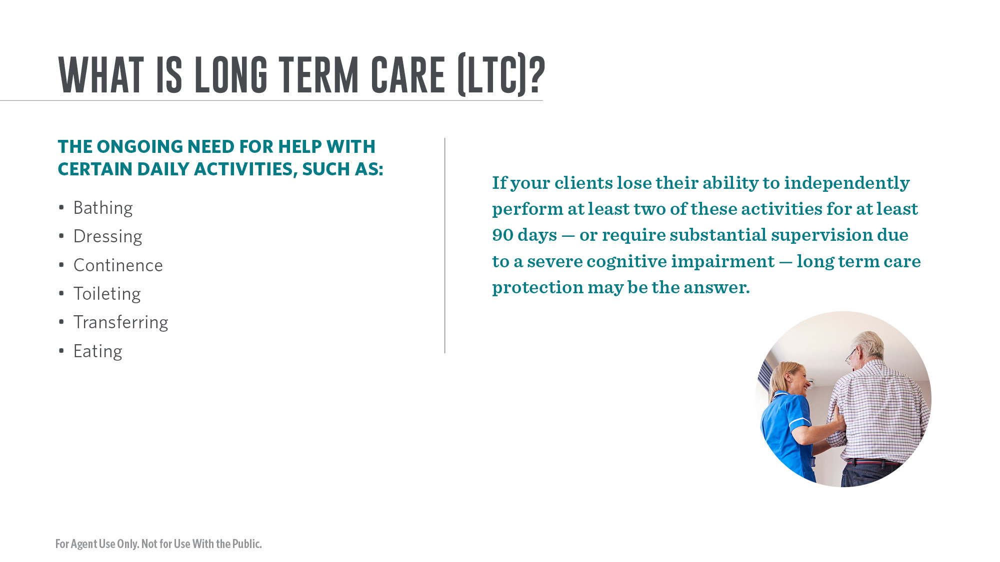 WHAT IS LONG TERM CARE (LTC)?
THE ONGOING NEED FOR HELP WITH
CERTAIN DAILY ACTIVITIES, SUCH AS:
• Bathing
• Dressing
• Continence
• Toileting
• Transferring
• Eating
If your clients lose their ability to independently
perform at least two of these activities for at least
90 days — or require substantial supervision due
to a severe cognitive impairment — long term care
protection may be the answer.
For Agent Use Only. Not for Use With the Public.